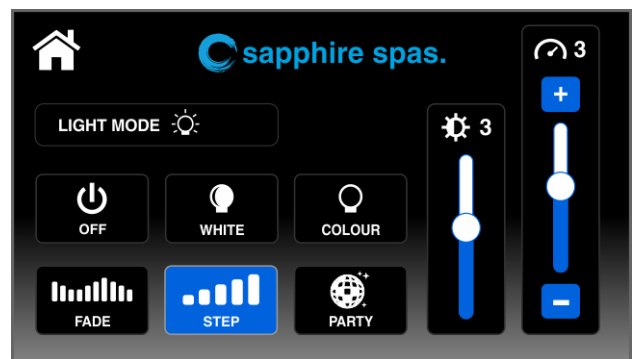 sapphire spas.
3
+
LIGHT MODE
3
OFF
WHITE
COLOUR
FADE
STEP
PARTY
-